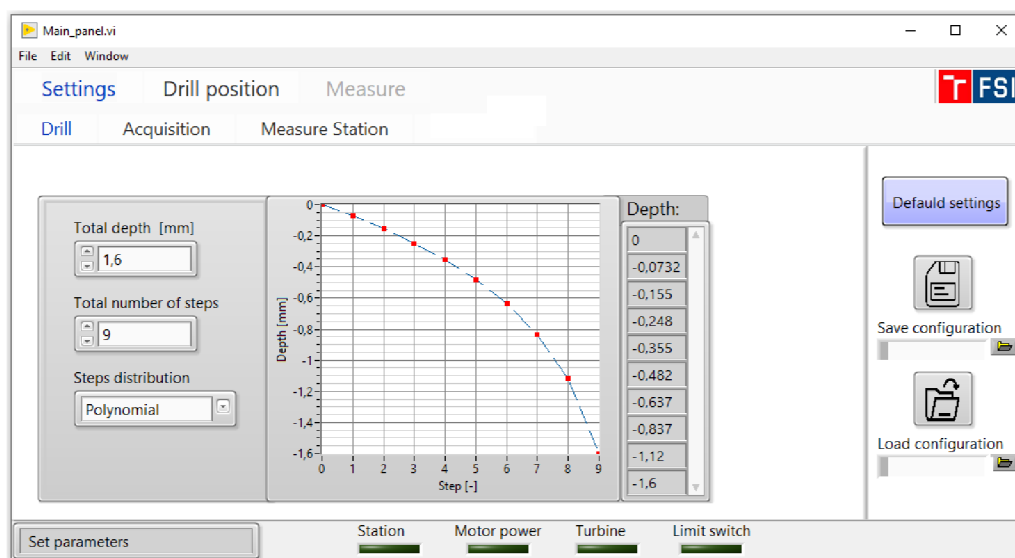 Main_panel.vi
File Edit Window
Settings Drill position Measure
T FSI
Drill Acquisition Measure Station
Total depth [mm]
1,6
Total number of steps
9
Steps distribution
Polynomial
Depth [mm]
0
-0,2
-0,4
-0,6
-0,8
-1
-1,2
-1,4
-1,6
0 1 2 3 4 5 6 7 8 9
Step [-]
Depth:
0
-0,0732
-0,155
-0,248
-0,355
-0,482
-0,637
-0,837
-1,12
-1,6
Defauld settings
Save configuration
Load configuration
Set parameters
Station Motor power Turbine Limit switch